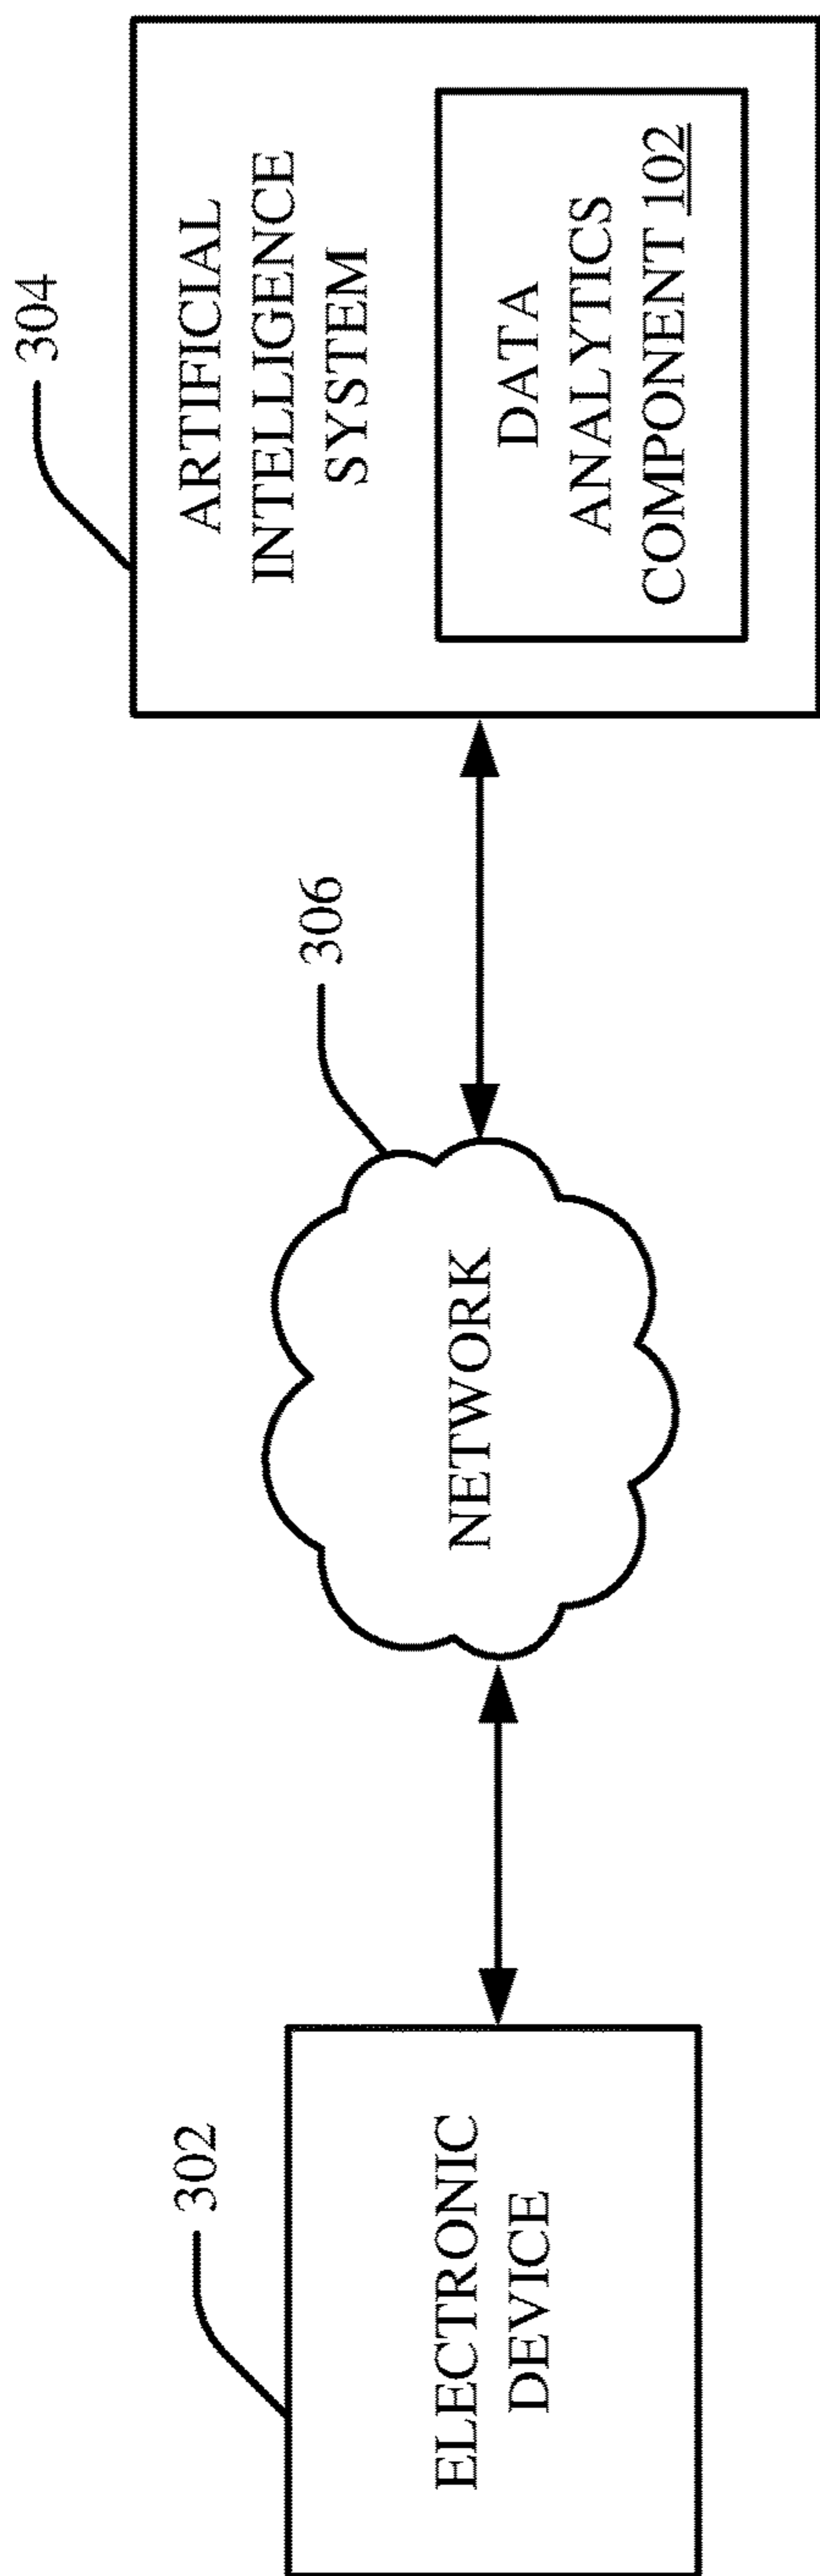 304
ARTIFICIAL
INTELLIGENCE
SYSTEM
DATA
ANALYTICS
COMPONENT 102
306
NETWORK
302
ELECTRONIC
DEVICE